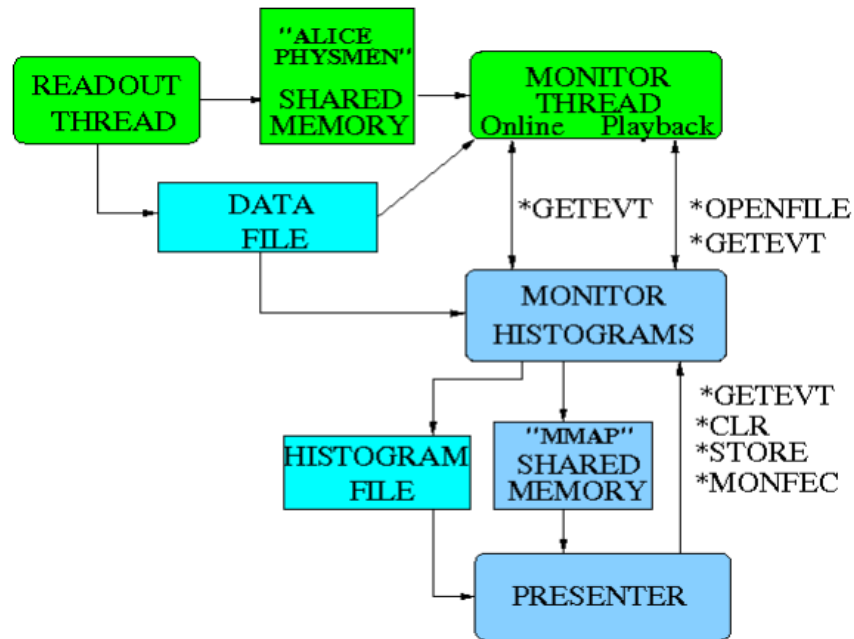 "ALICE
PHYSMEN"
SHARED
MEMORY
READOUT
THREAD
MONITOR
THREAD
Online Playback
DATA
FILE
*GETEVT
*OPENFILE
*GETEVT
MONITOR
HISTOGRAMS
*GETEVT
*CLR
*STORE
*MONFEC
HISTOGRAM
FILE
"MMAP"
SHARED
MEMORY
PRESENTER